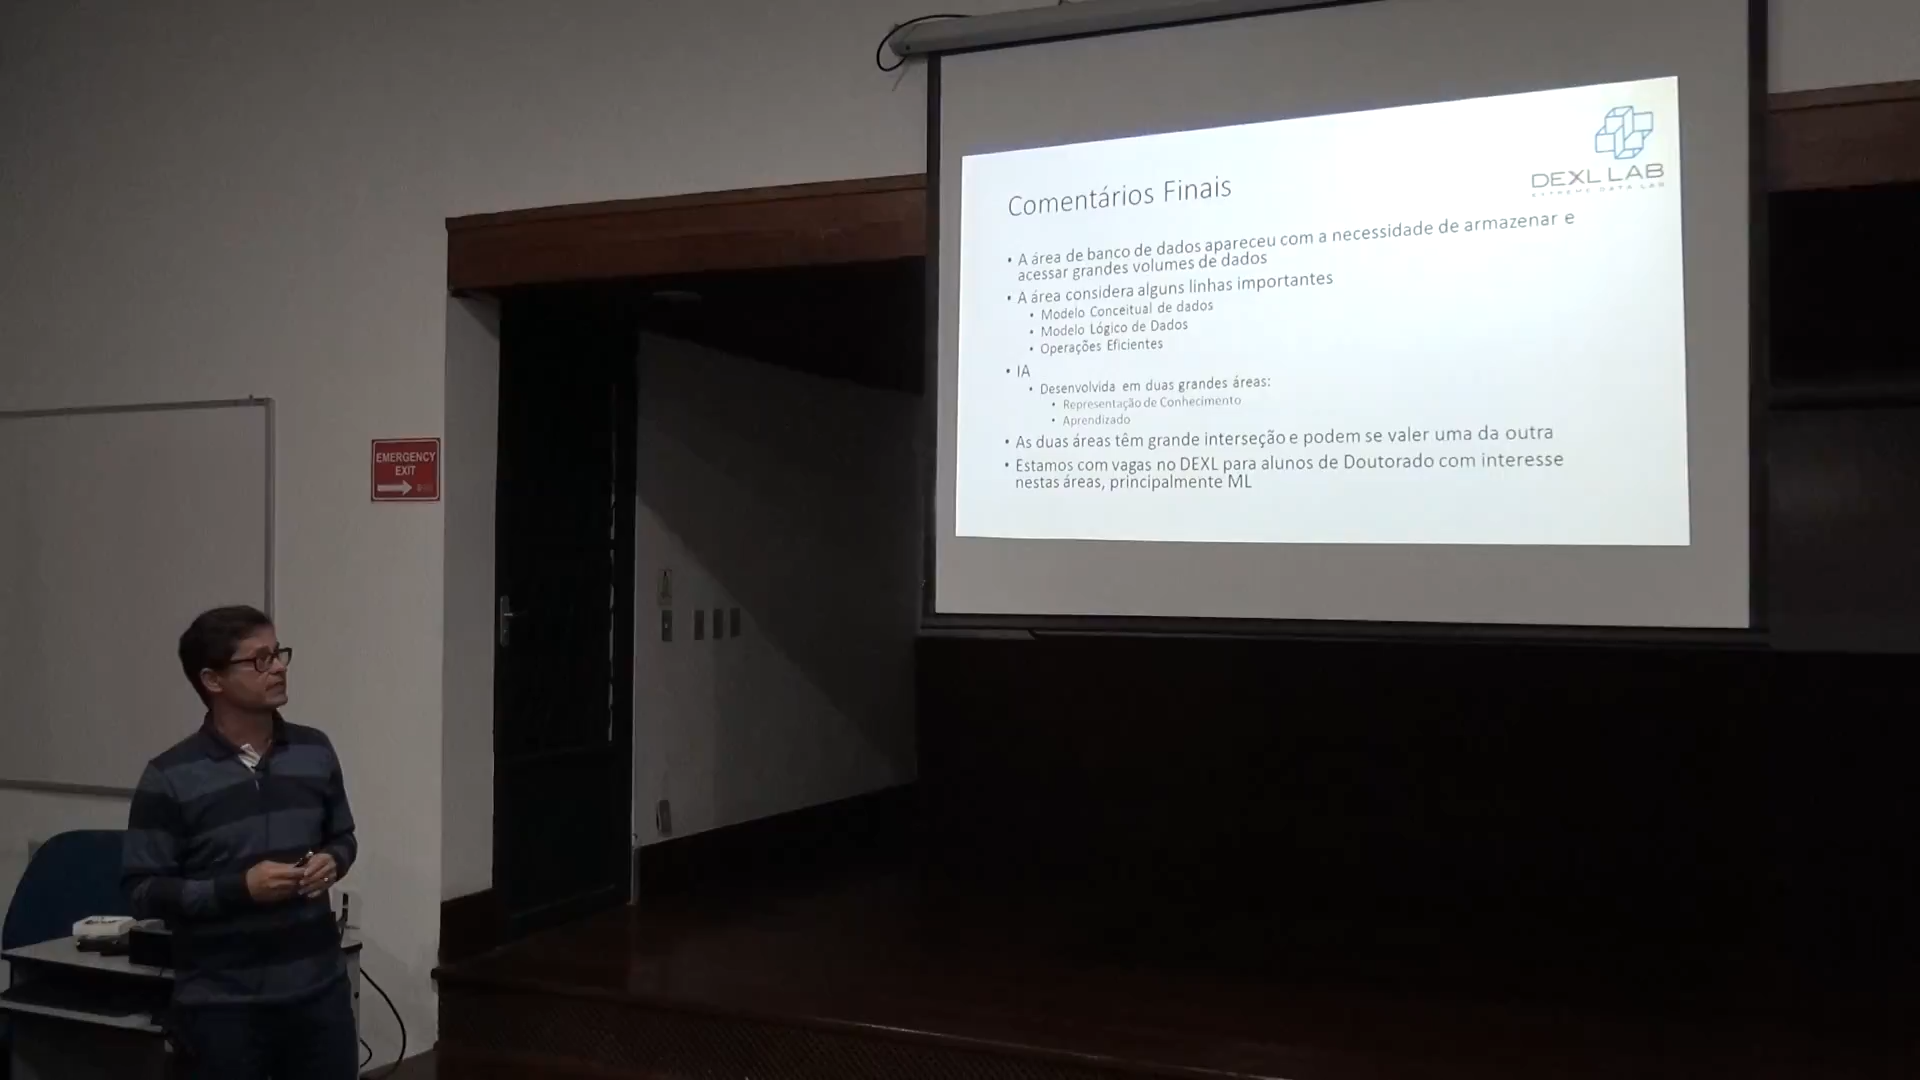 DEXL LAB
EXTREME DATA LAB
Comentários Finais
• A área de banco de dados apareceu com a necessidade de armazenar e
acessar grandes volumes de dados
• A área considera alguns linhas importantes
• Modelo Conceitual de dados
• Modelo Lógico de Dados
• Operações Eficientes
• IA
• Desenvolvida em duas grandes áreas:
• Representação de Conhecimento
• Aprendizado
• As duas áreas têm grande interseção e podem se valer uma da outra
• Estamos com vagas no DEXL para alunos de Doutorado com interesse
nestas áreas, principalmente ML
EMERGENCY
EXIT